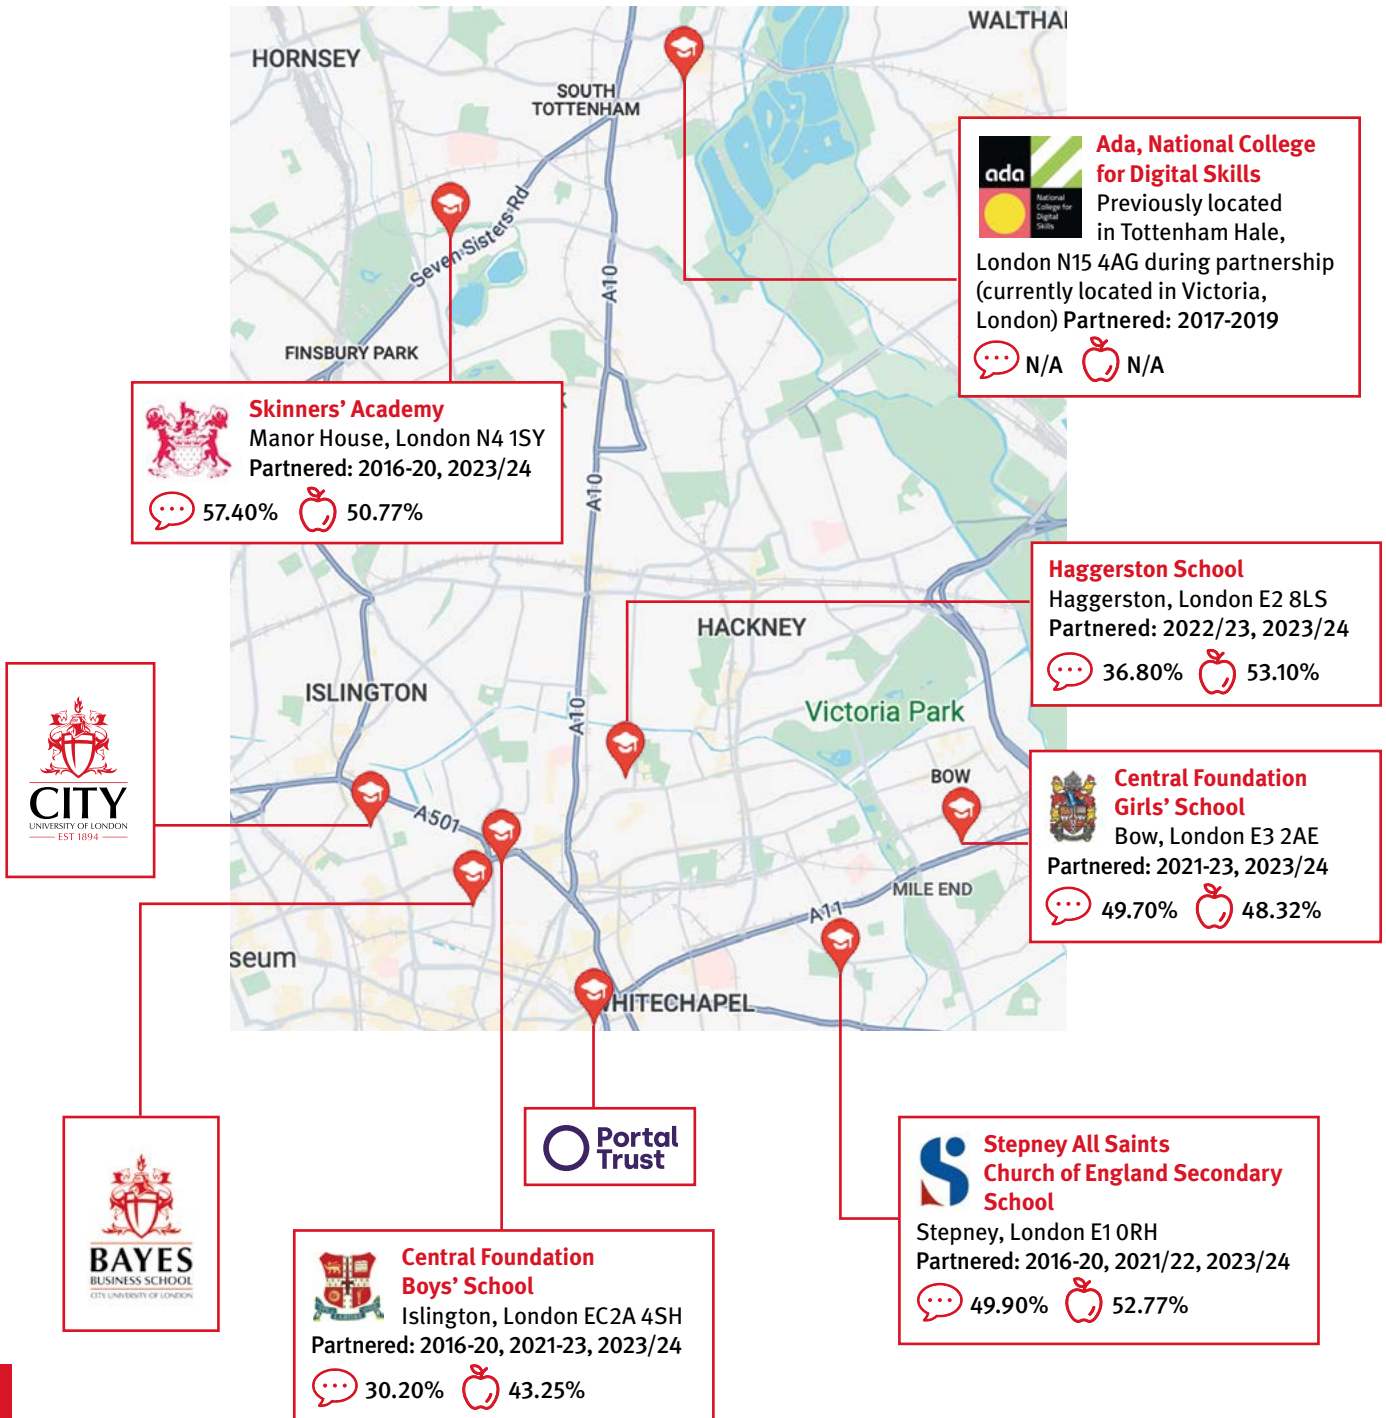 HORNSEY
WALTHAI
SOUTH
TOTTENHAM
Seven Sisters Rd
A10
FINSBURY PARK
Ada, National College
for Digital Skills
Previously located
in Tottenham Hale,
London N15 4AG during partnership
(currently located in Victoria,
London) Partnered: 2017-2019
N/A N/A
ada
National
College for
Digital
Skills
Skinners’ Academy
Manor House, London N4 1SY
Partnered: 2016-20, 2023/24
57.40% 50.77%
K
A10
Haggerston School
Haggerston, London E2 8LS
Partnered: 2022/23, 2023/24
36.80% 53.10%
HACKNEY
ISLINGTON
A10
Victoria Park
CITY
UNIVERSITY OF LONDON
EST 1894
A501
BOW
Central Foundation
Girls’ School
Bow, London E3 2AE
Partnered: 2021-23, 2023/24
49.70% 48.32%
MILE END
A11
seum
HITECHAPEL
Portal
Trust
BAYES
BUSINESS SCHOOL
CITY UNIVERSITY OF LONDON
Stepney All Saints
Church of England Secondary
School
Stepney, London E1 0RH
Partnered: 2016-20, 2021/22, 2023/24
49.90% 52.77%
Central Foundation
Boys’ School
Islington, London EC2A 4SH
Partnered: 2016-20, 2021-23, 2023/24
30.20% 43.25%